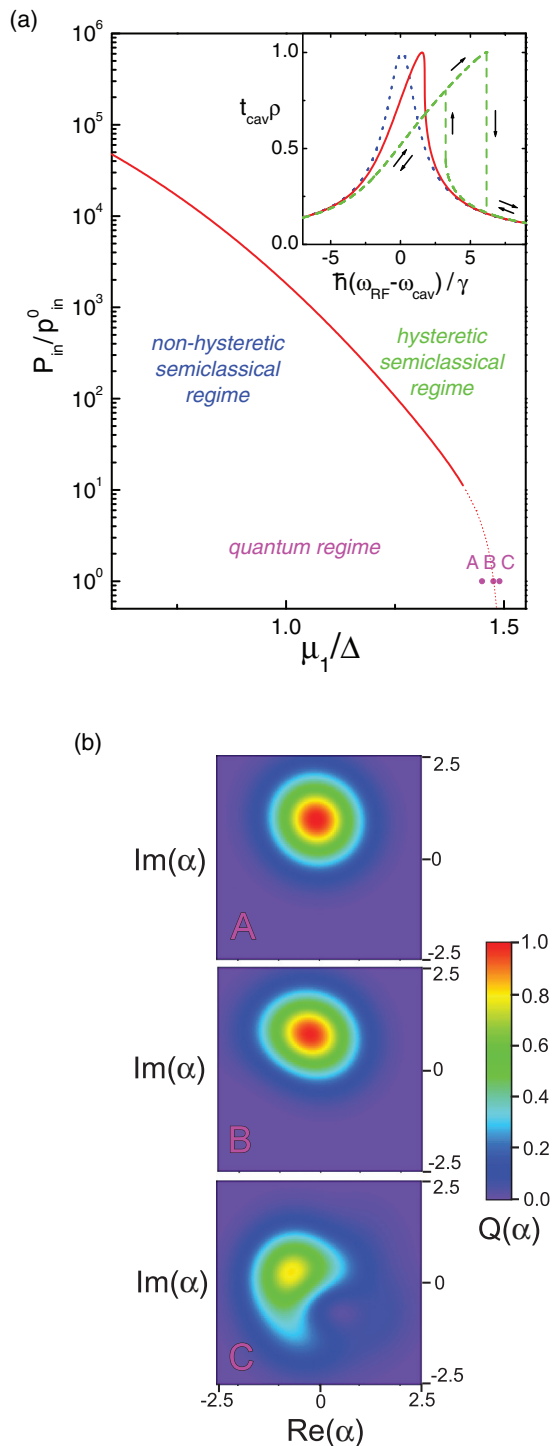 (a)
10^6
10^5
10^4
10^3
10^2
10^1
10^0
P_in/p^0_in
1.0
1.5
μ_1/Δ
non-hysteretic
semiclassical
regime
hysteretic
semiclassical
regime
quantum regime
A B C
1.0
0.5
0.0
t_cav ρ
-5
0
5
ħ(ω_RF-ω_cav)/γ
(b)
2.5
Im(α)
0
A
-2.5
2.5
Im(α)
0
B
-2.5
2.5
Im(α)
0
C
-2.5
-2.5
0
2.5
Re(α)
1.0
0.8
0.6
0.4
0.2
0.0
Q(α)